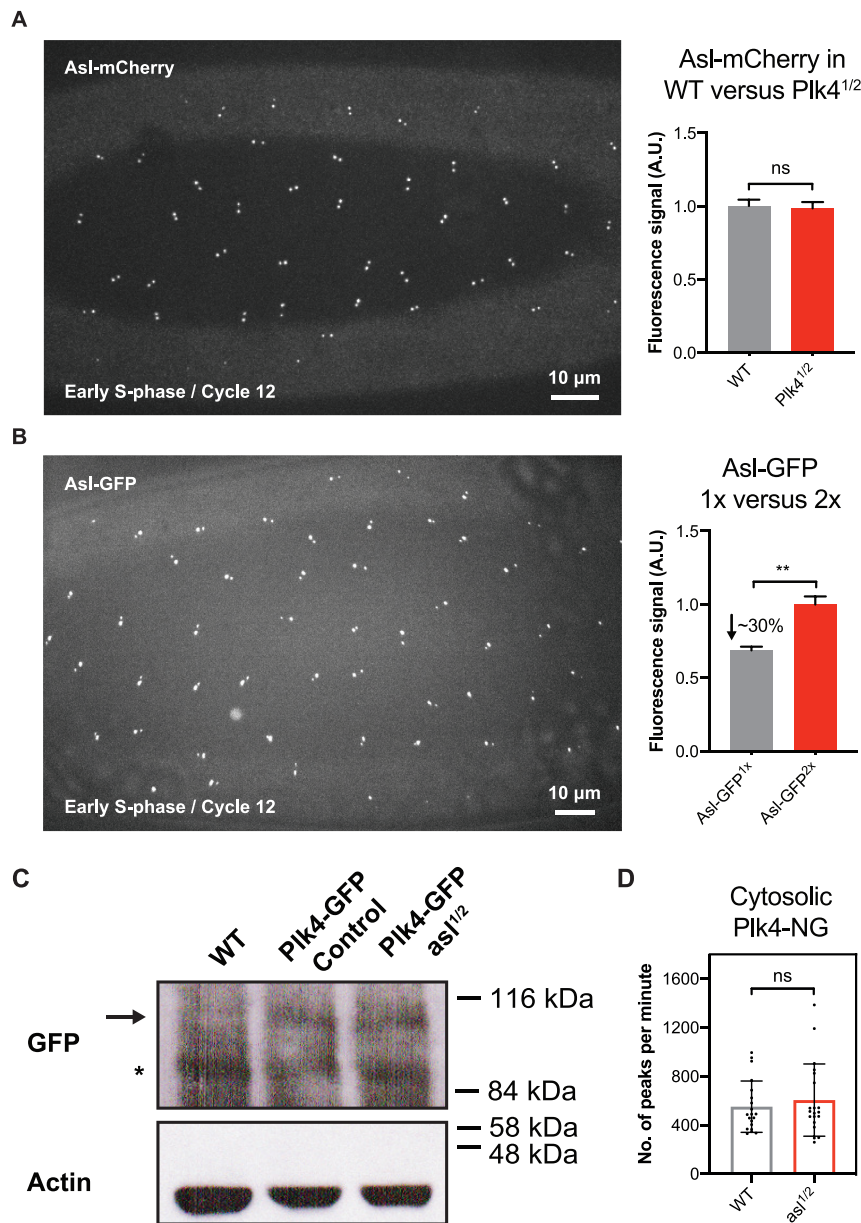 A
Asl-mCherry
Early S-phase / Cycle 12
10 µm
Asl-mCherry in
WT versus Plk4^1/2
Fluorescence signal (A.U.)
1.5
1.0
0.5
0.0
ns
WT
Plk4^1/2
B
Asl-GFP
Early S-phase / Cycle 12
10 µm
Asl-GFP
1x versus 2x
Fluorescence signal (A.U.)
1.5
1.0
0.5
0.0
**
~30%
Asl-GFP^1x
Asl-GFP^2x
C
WT
Plk4-GFP
Control
Plk4-GFP
asl^1/2
GFP
*
116 kDa
84 kDa
58 kDa
48 kDa
Actin
D
Cytosolic
Plk4-NG
No. of peaks per minute
1600
1200
800
400
0
ns
WT
asl^1/2